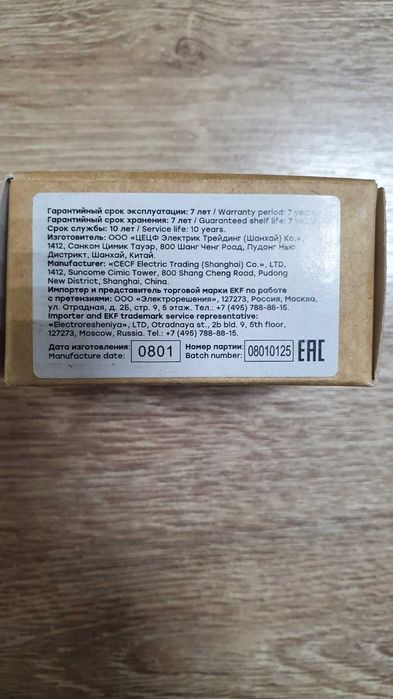 Гарантийный срок эксплуатации: 7 лет / Warranty period: 7 years
Гарантийный срок хранения: 7 лет / Guaranteed shelf life: 7 years
Срок службы: 10 лет / Service life: 10 years.
Изготовитель: ООО «ЦЕЦФ Электрик Трейдинг (Шанхай) Ко.»,
1412, Санком Цимик Тауэр, 800 Шанг Ченг Роад, Пудонг Нью
Дистрикт, Шанхай, Китай.
Manufacturer: «CECF Electric Trading (Shanghai) Co.», LTD,
1412, Suncome Cimic Tower, 800 Shang Cheng Road, Pudong
New District, Shanghai, China.
Импортер и представитель торговой марки EKF по работе
с претензиями: ООО «Электрорешения», 127273, Россия, Москва,
ул. Отрадная, д. 2Б, стр. 9, 5 этаж. Тел.: +7 (495) 788-88-15.
Importer and EKF trademark service representative:
«Electroresheniya», LTD, Otradnaya st., 2b bld. 9, 5th floor,
127273, Moscow, Russia. Tel.: +7 (495) 788-88-15.
Дата изготовления: 0801 Номер партии: 08010125 EAC
Manufacture date: Batch number: